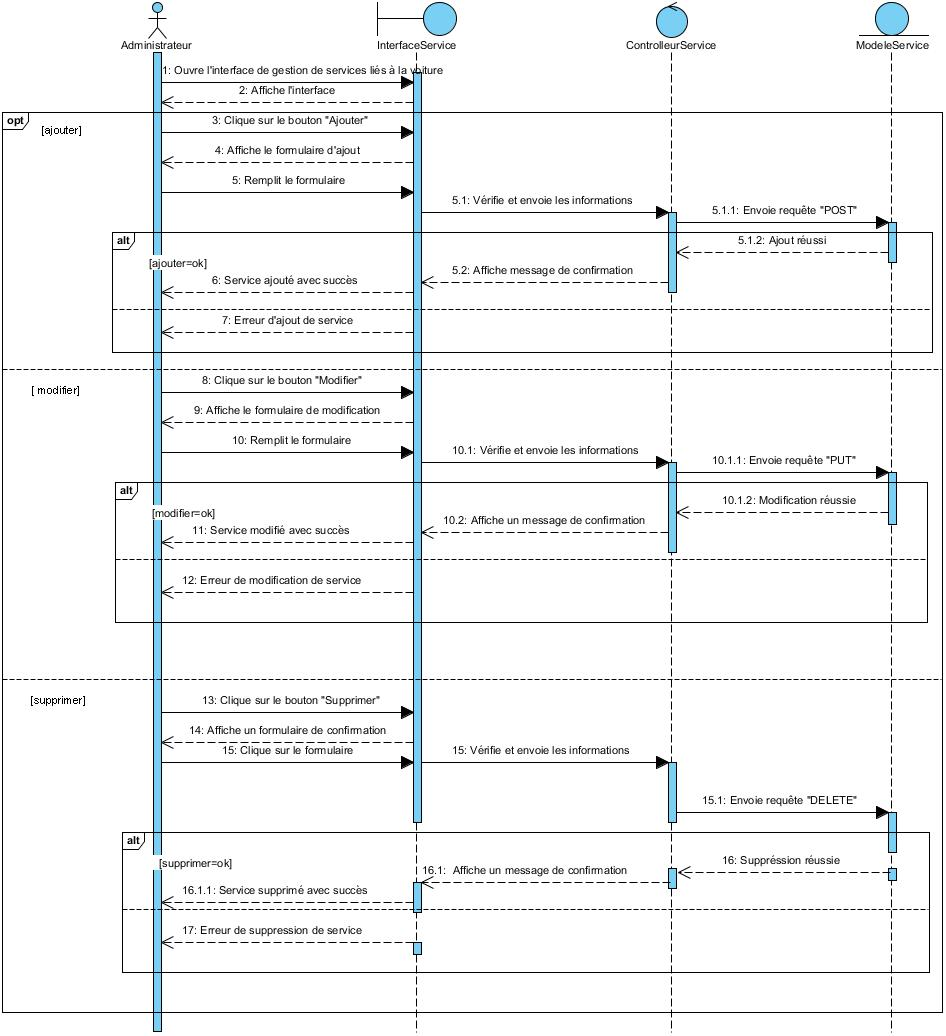 Administrateur
InterfaceService
ControlleurService
ModeleService
1: Ouvre l'interface de gestion de services liés à la voiture
2: Affiche l'interface
opt
[ajouter]
3: Clique sur le bouton "Ajouter"
4: Affiche le formulaire d'ajout
5: Remplit le formulaire
5.1: Vérifie et envoie les informations
5.1.1: Envoie requête "POST"
alt
5.1.2: Ajout réussi
[ajouter=ok]
5.2: Affiche message de confirmation
6: Service ajouté avec succès
7: Erreur d'ajout de service
[ modifier]
8: Clique sur le bouton "Modifier"
9: Affiche le formulaire de modification
10: Remplit le formulaire
10.1: Vérifie et envoie les informations
10.1.1: Envoie requête "PUT"
alt
10.1.2: Modification réussie
[modifier=ok]
10.2: Affiche un message de confirmation
11: Service modifié avec succès
12: Erreur de modification de service
[supprimer]
13: Clique sur le bouton "Supprimer"
14: Affiche un formulaire de confirmation
15: Clique sur le formulaire
15: Vérifie et envoie les informations
15.1: Envoie requête "DELETE"
alt
[supprimer=ok]
16: Suppréssion réussie
16.1:  Affiche un message de confirmation
16.1.1: Service supprimé avec succès
17: Erreur de suppression de service